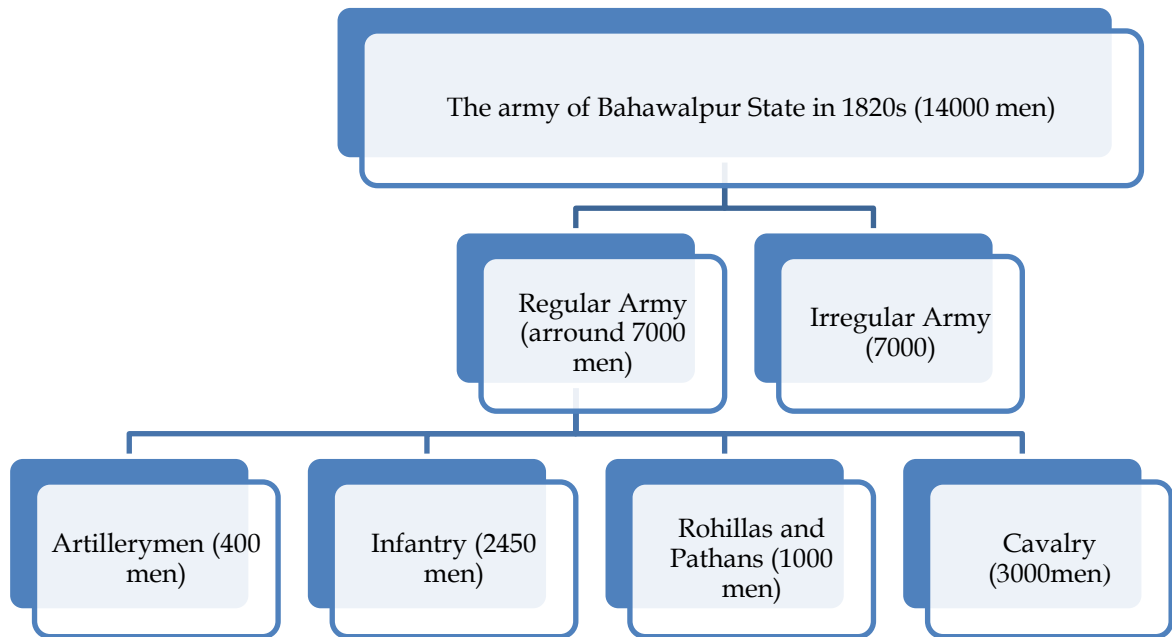 The army of Bahawalpur State in 1820s (14000 men)
Regular Army
(arround 7000
men)
Irregular Army
(7000)
Artillerymen (400
men)
Infantry (2450
men)
Rohillas and
Pathans (1000
men)
Cavalry
(3000men)